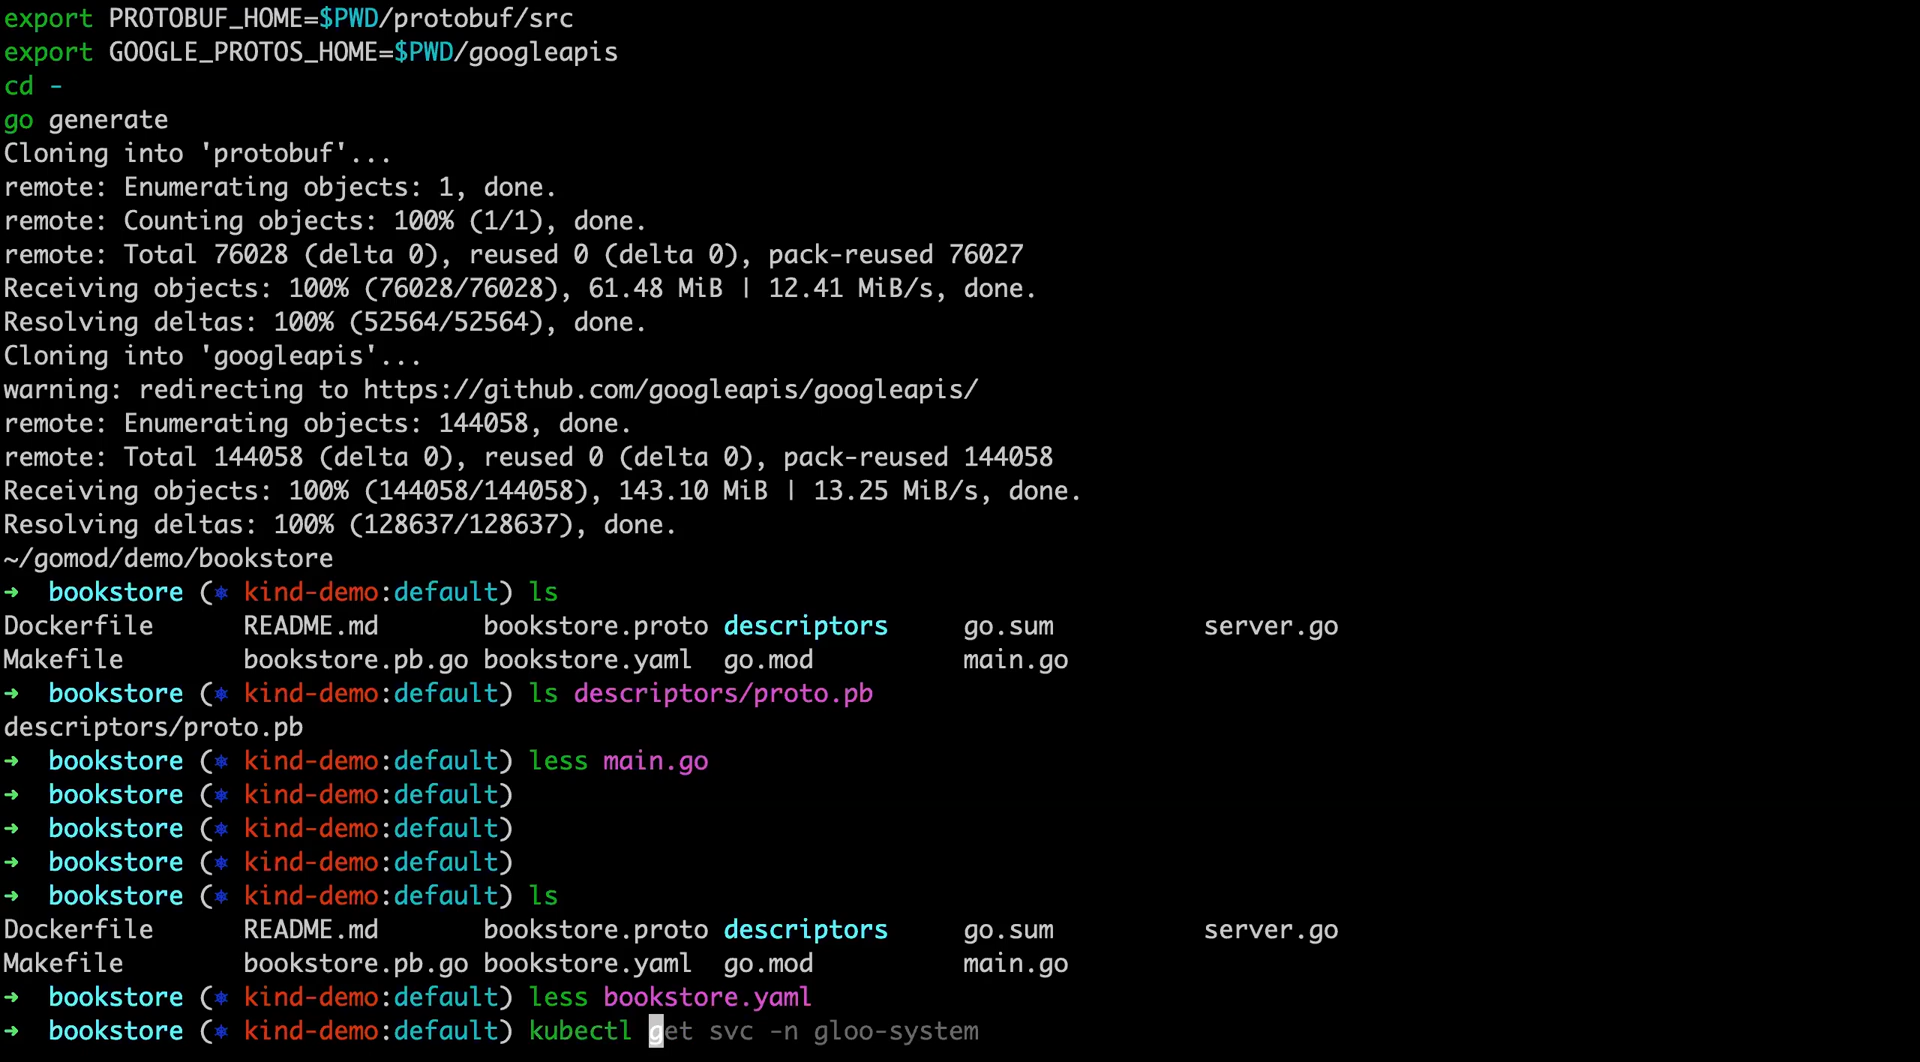 export PROTOBUF_HOME=$PWD/protobuf/src
export GOOGLE_PROTOS_HOME=$PWD/googleapis
cd -
go generate
Cloning into 'protobuf'...
remote: Enumerating objects: 1, done.
remote: Counting objects: 100% (1/1), done.
remote: Total 76028 (delta 0), reused 0 (delta 0), pack-reused 76027
Receiving objects: 100% (76028/76028), 61.48 MiB | 12.41 MiB/s, done.
Resolving deltas: 100% (52564/52564), done.
Cloning into 'googleapis'...
warning: redirecting to https://github.com/googleapis/googleapis/
remote: Enumerating objects: 144058, done.
remote: Total 144058 (delta 0), reused 0 (delta 0), pack-reused 144058
Receiving objects: 100% (144058/144058), 143.10 MiB | 13.25 MiB/s, done.
Resolving deltas: 100% (128637/128637), done.
~/gomod/demo/bookstore
➜  bookstore (⎈ kind-demo:default) ls
Dockerfile      README.md       bookstore.proto descriptors     go.sum          server.go
Makefile        bookstore.pb.go bookstore.yaml  go.mod          main.go
➜  bookstore (⎈ kind-demo:default) ls descriptors/proto.pb
descriptors/proto.pb
➜  bookstore (⎈ kind-demo:default) less main.go
➜  bookstore (⎈ kind-demo:default)
➜  bookstore (⎈ kind-demo:default)
➜  bookstore (⎈ kind-demo:default)
➜  bookstore (⎈ kind-demo:default) ls
Dockerfile      README.md       bookstore.proto descriptors     go.sum          server.go
Makefile        bookstore.pb.go bookstore.yaml  go.mod          main.go
➜  bookstore (⎈ kind-demo:default) less bookstore.yaml
➜  bookstore (⎈ kind-demo:default) kubectl get svc -n gloo-system